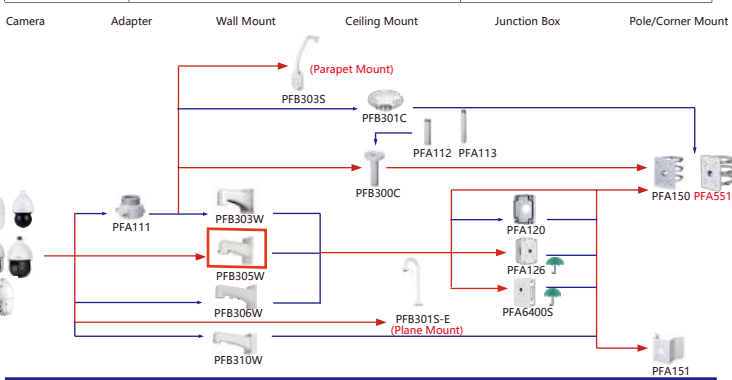 Camera Adapter Wall Mount Ceiling Mount Junction Box Pole/Corner Mount
(Parapet Mount)
PFB303S
PFB301C
PFA112 PFA113
PFB300C
PFA150 PFA551
PFA111
PFB303W
PFA120
PFB305W
PFA126
PFB306W
PFA6400S
PFB301S-E
(Plane Mount)
PFB310W
PFA151